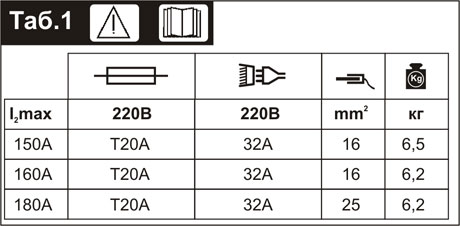 Таб.1
Kg
I₂max 220В 220В mm² кг
150A T20A 32A 16 6,5
160A T20A 32A 16 6,2
180A T20A 32A 25 6,2